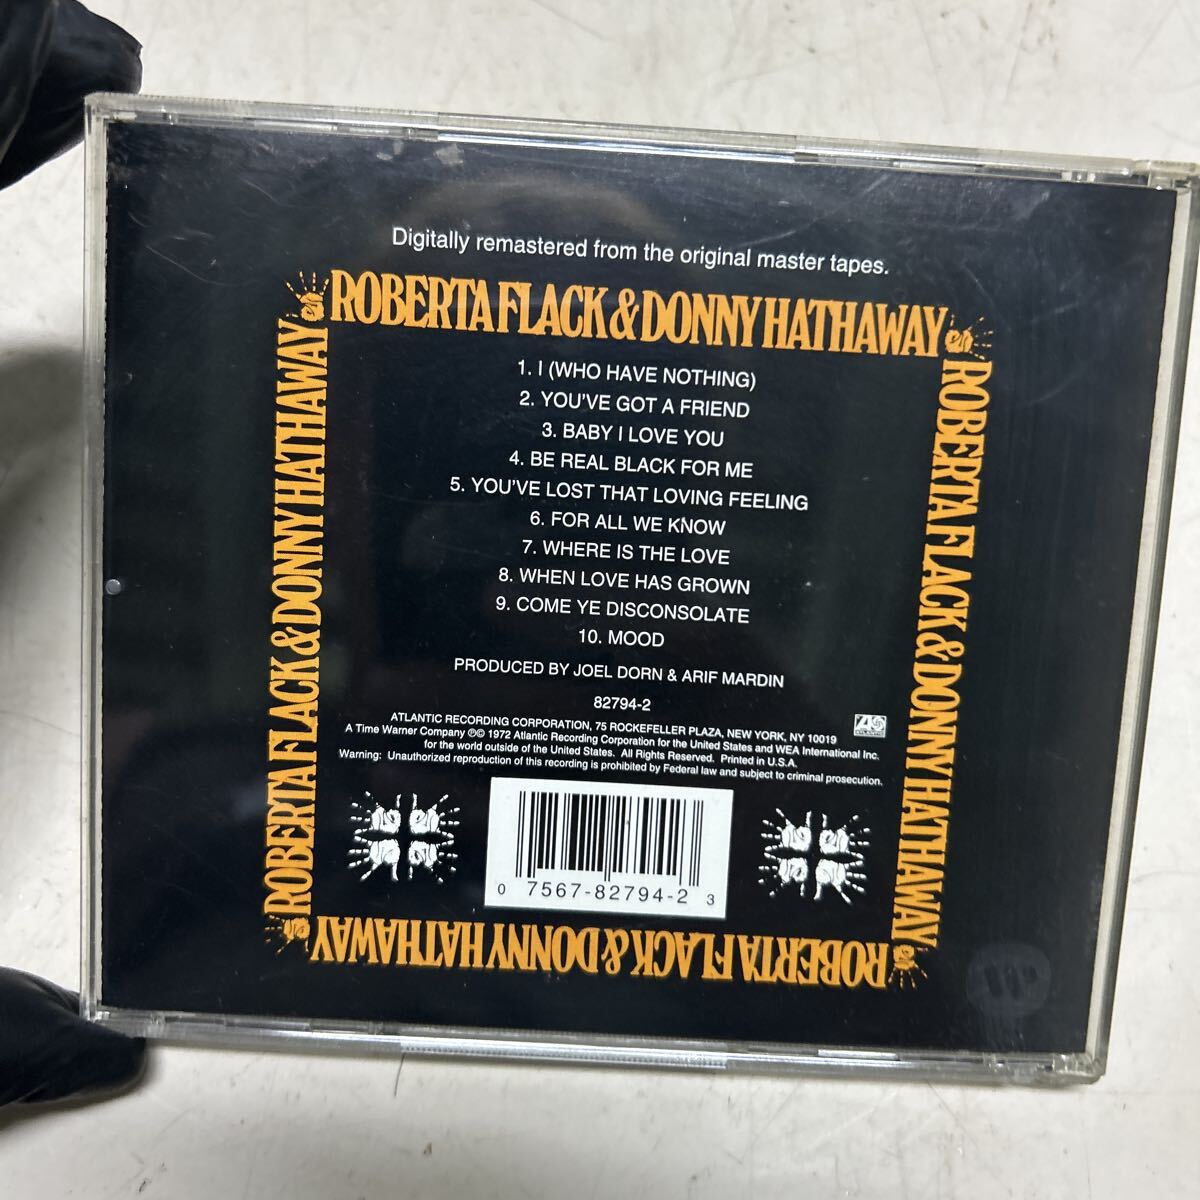 Digitally remastered from the original master tapes.
ROBERTA FLACK & DONNY HATHAWAY
ROBERTA FLACK & DONNY HATHAWAY
ROBERTA FLACK & DONNY HATHAWAY
1. I (WHO HAVE NOTHING)
2. YOU'VE GOT A FRIEND
3. BABY I LOVE YOU
4. BE REAL BLACK FOR ME
5. YOU'VE LOST THAT LOVING FEELING
6. FOR ALL WE KNOW
7. WHERE IS THE LOVE
8. WHEN LOVE HAS GROWN
9. COME YE DISCONSOLATE
10. MOOD
PRODUCED BY JOEL DORN & ARIF MARDIN
82794-2
ATLANTIC RECORDING CORPORATION, 75 ROCKEFELLER PLAZA, NEW YORK, NY 10019
ATLANTIC
A Time Warner Company ℗© 1972 Atlantic Recording Corporation for the United States and WEA International Inc.
for the world outside of the United States. All Rights Reserved. Printed in U.S.A.
Warning: Unauthorized reproduction of this recording is prohibited by Federal law and subject to criminal prosecution.
0 7567-82794-2 3
ROBERTA FLACK & DONNY HATHAWAY